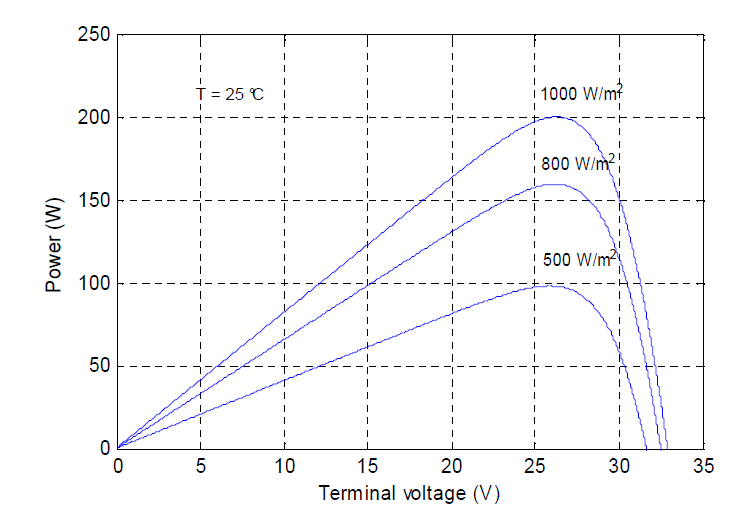 250
200
150
100
50
0
Power (W)
T = 25 °C
1000 W/m²
800 W/m²
500 W/m²
0 5 10 15 20 25 30 35
Terminal voltage (V)